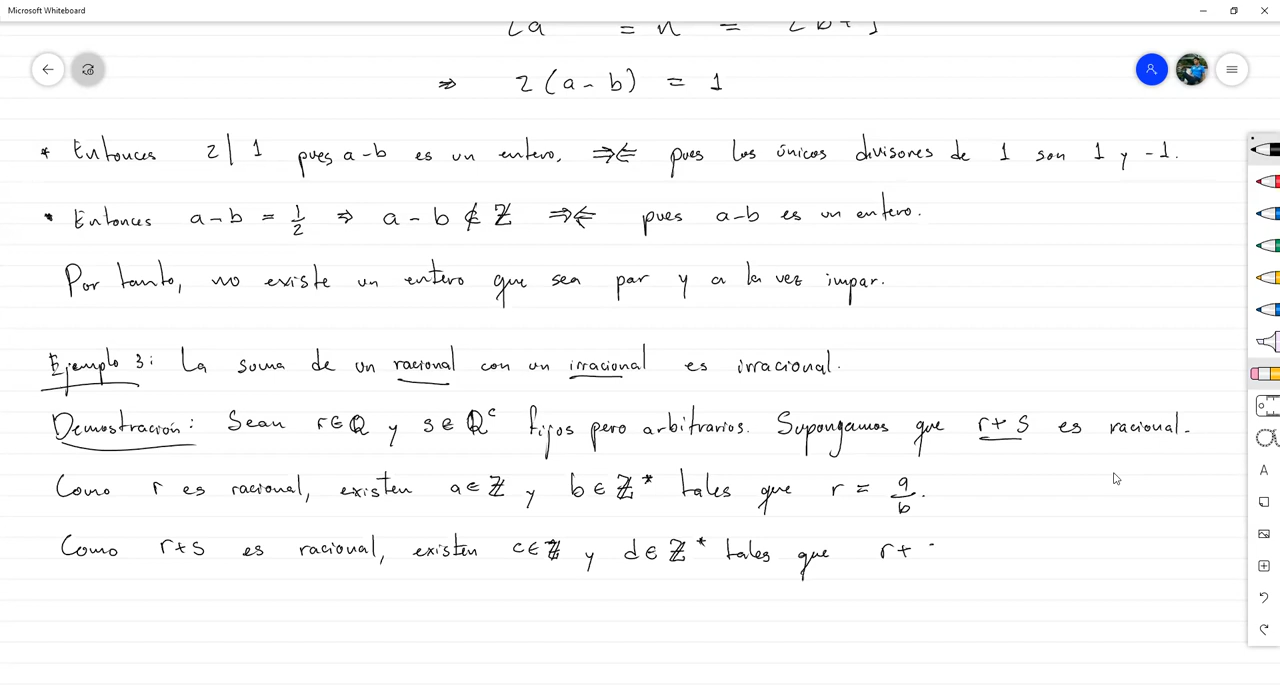 Microsoft Whiteboard
2a = n = 2b+1
⇒ 2(a-b) = 1
* Entonces 2|1 pues a-b es un entero, ⇒⇐ pues los únicos divisores de 1 son 1 y -1.
* Entonces a-b = 1/2 ⇒ a-b ∉ ℤ ⇒⇐ pues a-b es un entero.
Por tanto, no existe un entero que sea par y a la vez impar.
Ejemplo 3: La suma de un racional con un irracional es irracional.
Demostración: Sean r∈ℚ y s∈ℚᶜ fijos pero arbitrarios. Supongamos que r+s es racional.
Como r es racional, existen a∈ℤ y b∈ℤ* tales que r = a/b.
Como r+s es racional, existen c∈ℤ y d∈ℤ* tales que r+